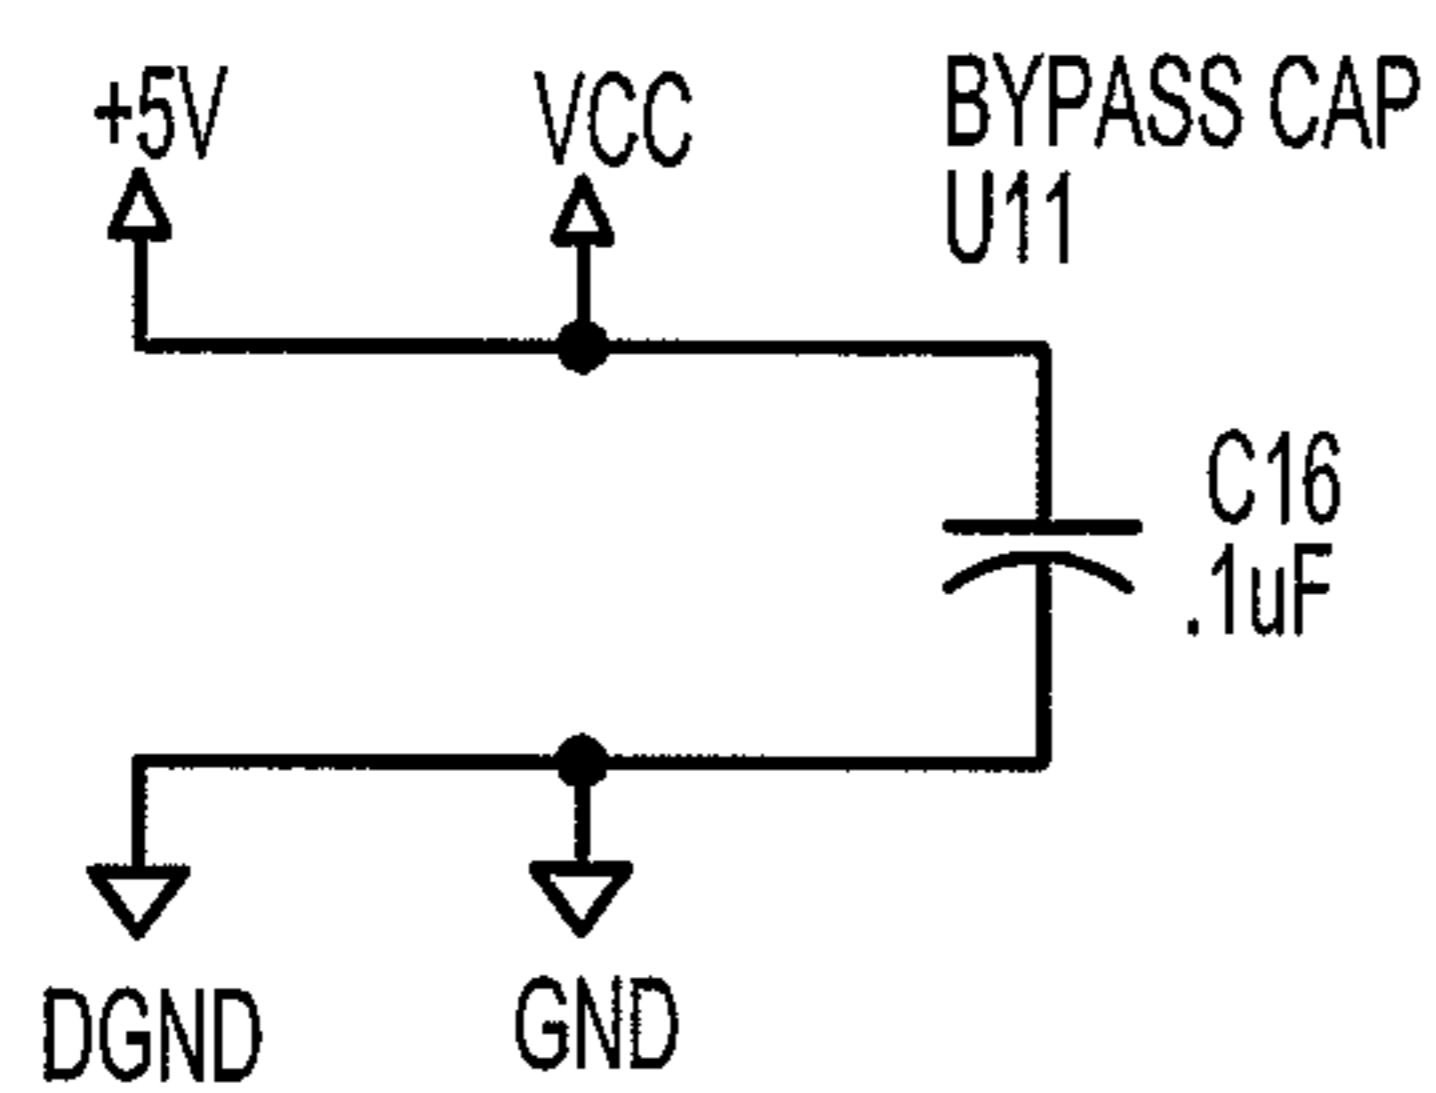 +5V
VCC
BYPASS CAP
U11
C16
.1uF
DGND
GND